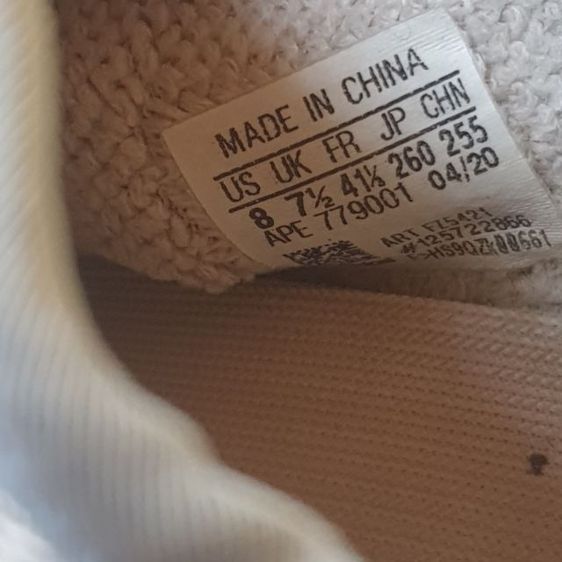 MADE IN CHINA
US UK FR JP CHN
8 7½ 41⅓ 260 255
APE 779001 04/20
ART FZ5421
#125722866